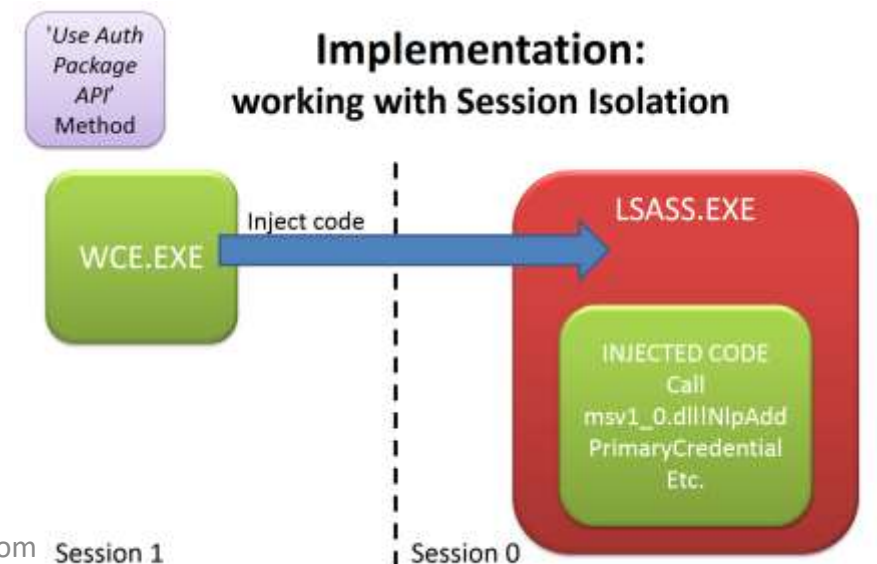 'Use Auth
Package
API'
Method
Implementation:
working with Session Isolation
WCE.EXE
Inject code
LSASS.EXE
INJECTED CODE
Call
msv1_0.dll!NlpAdd
PrimaryCredential
Etc.
om
Session 1
Session 0